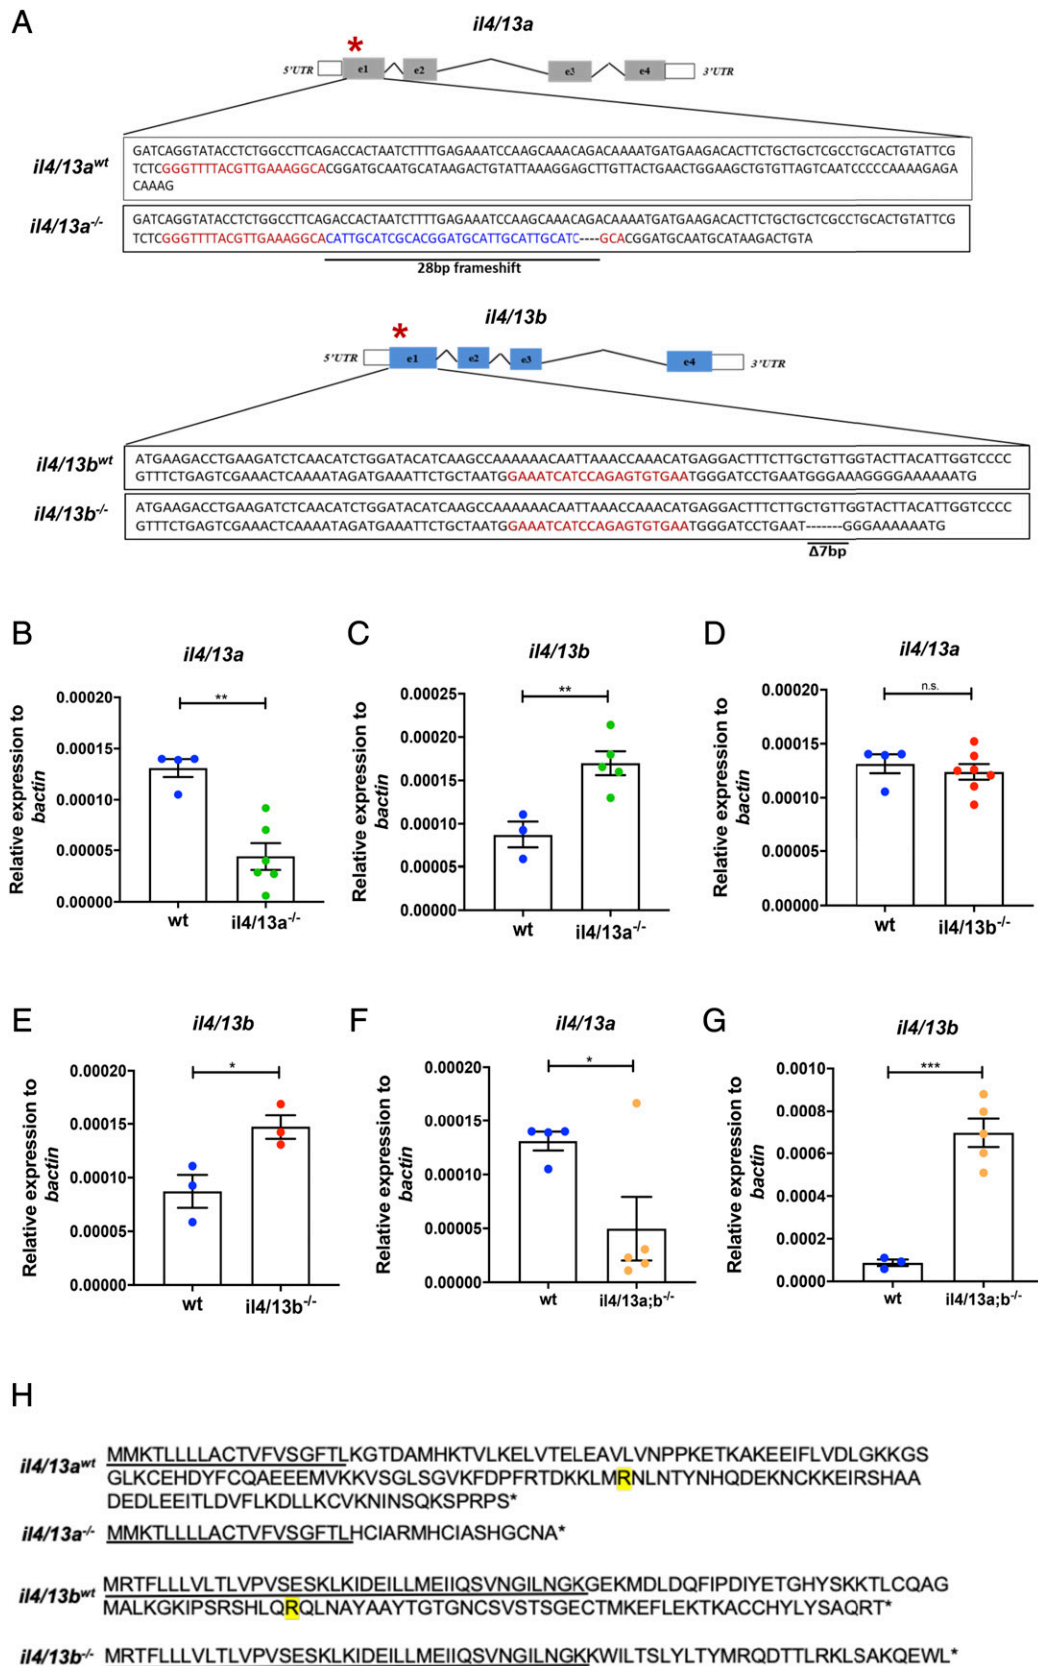 A
il4/13a
*
5'UTR e1 e2 e3 e4 3'UTR
il4/13a^wt
GATCAGGTATACCTCTGGCCTTCAGACCACTAATCTTTTGAGAAATCCAAGCAAACAGACAAAATGATGAAGACACTTCTGCTGCTCGCCTGCACTGTATTCG
TCTCGGGTTTTACGTTGAAAGGCACGGATGCAATGCATAAGACTGTATTAAAGGAGCTTGTTACTGAACTGGAAGCTGTGTTAGTCAATCCCCCAAAAGAGA
CAAAG
il4/13a^-/-
GATCAGGTATACCTCTGGCCTTCAGACCACTAATCTTTTGAGAAATCCAAGCAAACAGACAAAATGATGAAGACACTTCTGCTGCTCGCCTGCACTGTATTCG
TCTCGGGTTTTACGTTGAAAGGCACATTGCATCGCACGGATGCATTGCATTGCATC----GCACGGATGCAATGCATAAGACTGTA
28bp frameshift
il4/13b
*
5'UTR e1 e2 e3 e4 3'UTR
il4/13b^wt
ATGAAGACCTGAAGATCTCAACATCTGGATACATCAAGCCAAAAAACAATTAAACCAAACATGAGGACTTTCTTGCTGTTGGTACTTACATTGGTCCCC
GTTTCTGAGTCGAAACTCAAAATAGATGAAATTCTGCTAATGGAAATCATCCAGAGTGTGAATGGGATCCTGAATGGGAAAGGGGAAAAAATG
il4/13b^-/-
ATGAAGACCTGAAGATCTCAACATCTGGATACATCAAGCCAAAAAACAATTAAACCAAACATGAGGACTTTCTTGCTGTTGGTACTTACATTGGTCCCC
GTTTCTGAGTCGAAACTCAAAATAGATGAAATTCTGCTAATGGAAATCATCCAGAGTGTGAATGGGATCCTGAAT-------GGGAAAAAATG
Δ7bp
B
il4/13a
Relative expression to
bactin
0.00020
0.00015
0.00010
0.00005
0.00000
**
wt il4/13a^-/-
C
il4/13b
Relative expression to
bactin
0.00025
0.00020
0.00015
0.00010
0.00005
0.00000
**
wt il4/13a^-/-
D
il4/13a
Relative expression to
bactin
0.00020
0.00015
0.00010
0.00005
0.00000
n.s.
wt il4/13b^-/-
E
il4/13b
Relative expression to
bactin
0.00020
0.00015
0.00010
0.00005
0.00000
*
wt il4/13b^-/-
F
il4/13a
Relative expression to
bactin
0.00020
0.00015
0.00010
0.00005
0.00000
*
wt il4/13a;b^-/-
G
il4/13b
Relative expression to
bactin
0.0010
0.0008
0.0006
0.0004
0.0002
0.0000
***
wt il4/13a;b^-/-
H
il4/13a^wt
MMKTLLLLACTVFVSGFTLKGTDAMHKTVLKELVTELEAVLVNPPKETKAKEEIFLVDLGKKGS
GLKCEHDYFCQAEEEMVKKVSGLSGVKFDPFRTDKKLMRNLNTYNHQDEKNCKKEIRSHAA
DEDLEEITLDVFLKDLLKCVKNINSQKSPRPS*
il4/13a^-/- MMKTLLLLACTVFVSGFTLHCIARMHCIASHGCNA*
il4/13b^wt
MRTFLLLVLTLVPVSESKLKIDEILLMEIIQSVNGILNGKGEKMDLDQFIPDIYETGHYSKKTLCQAG
MALKGKIPSRSHLQRQLNAYAAYTGTGNCSVSTSGECTMKEFLEKTKACCHYLYSAQRT*
il4/13b^-/- MRTFLLLVLTLVPVSESKLKIDEILLMEIIQSVNGILNGKKWILTSLYLTYMRQDTTLRKLSAKQEWL*